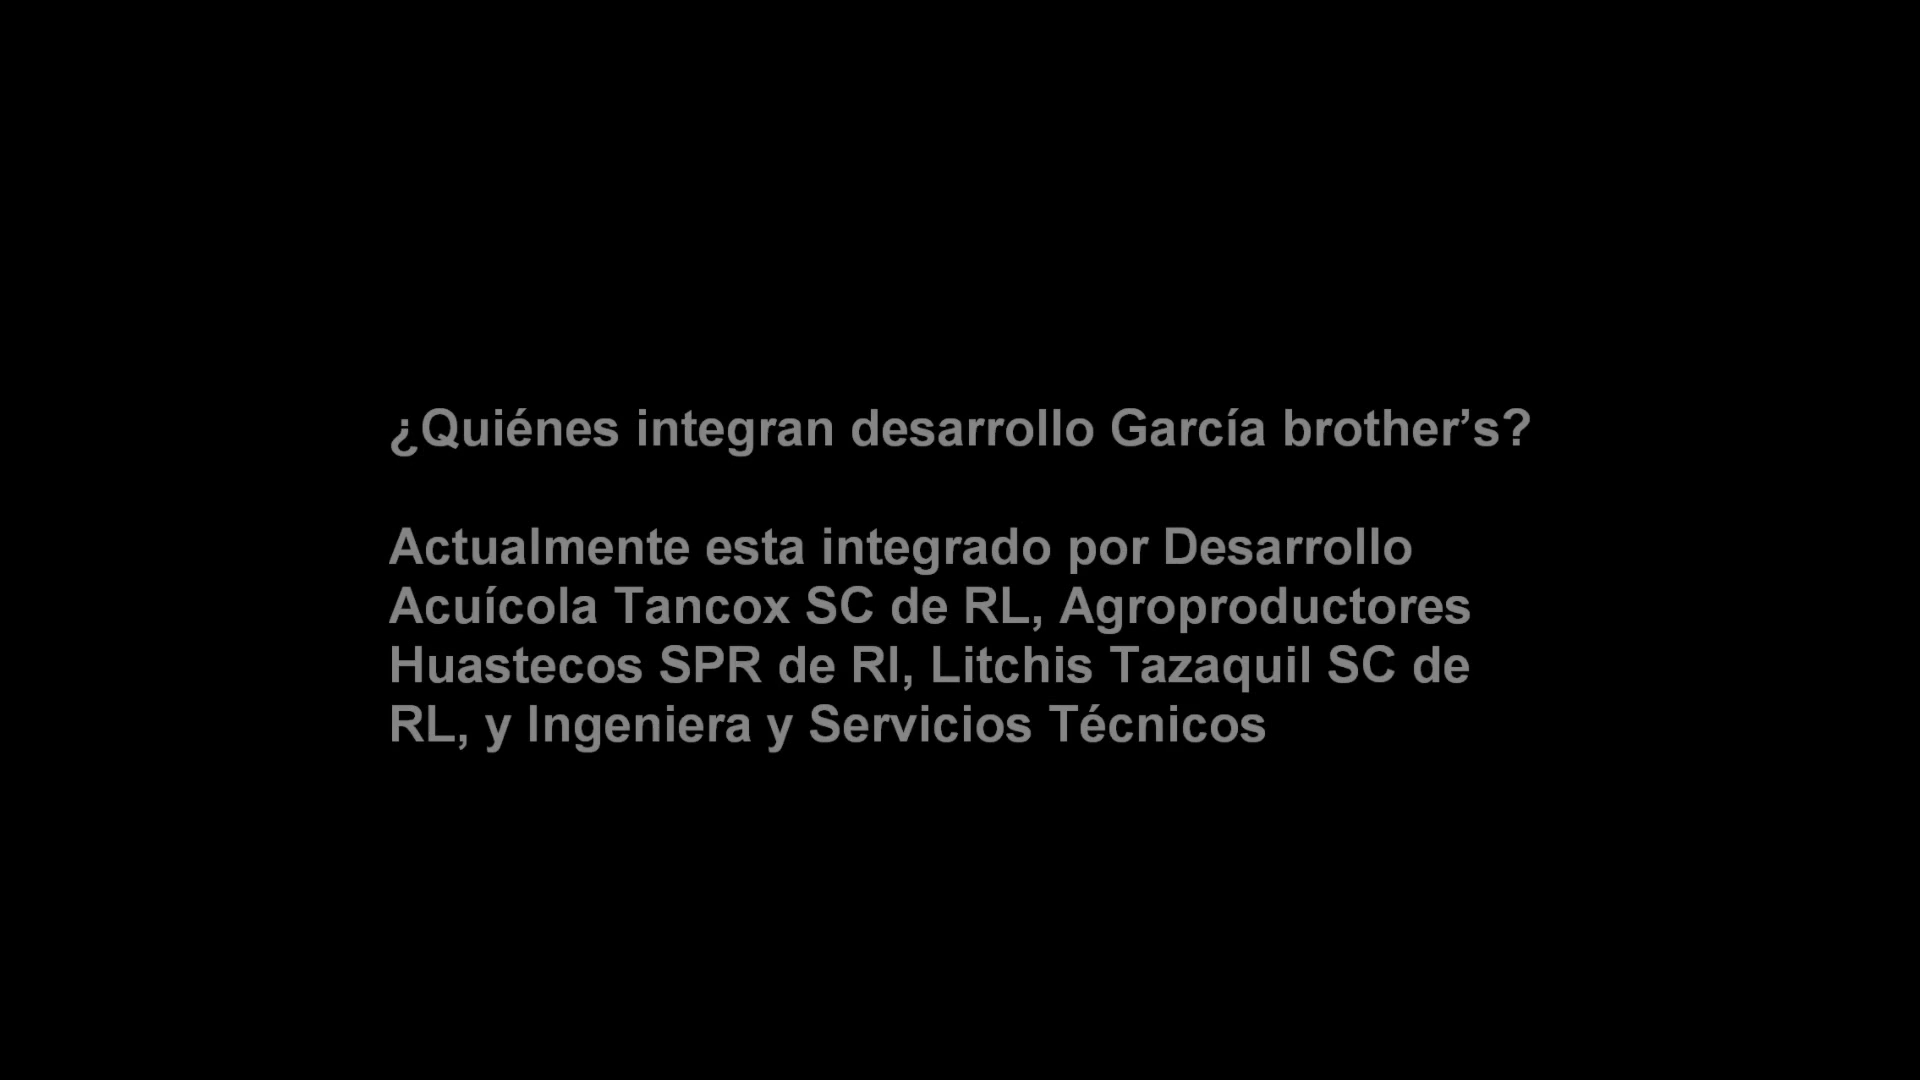 ¿Quiénes integran desarrollo García brother’s?
Actualmente esta integrado por Desarrollo
Acuícola Tancox SC de RL, Agroproductores
Huastecos SPR de RI, Litchis Tazaquil SC de
RL, y Ingeniera y Servicios Técnicos